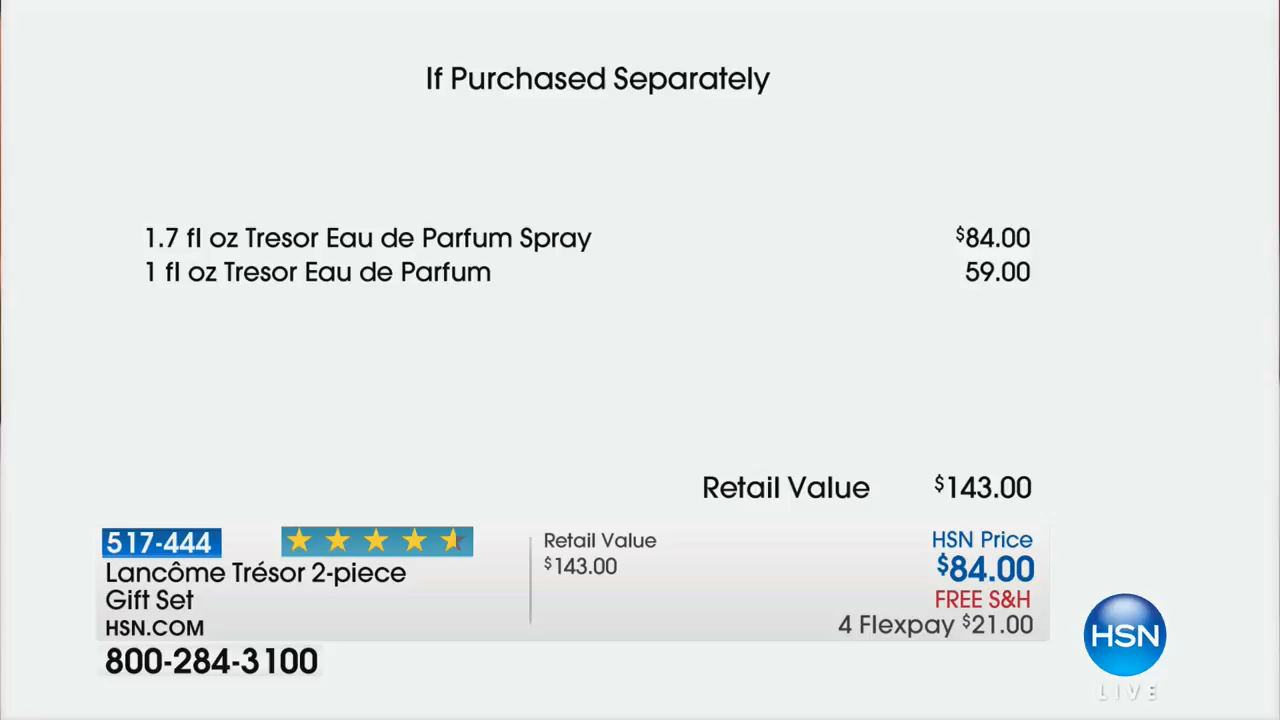 If Purchased Separately
1.7 fl oz Tresor Eau de Parfum Spray $84.00
1 fl oz Tresor Eau de Parfum 59.00
Retail Value $143.00
517-444
Lancôme Trésor 2-piece
Gift Set
HSN.COM
800-284-3100
Retail Value
$143.00
HSN Price
$84.00
FREE S&H
4 Flexpay $21.00
HSN
LIVE